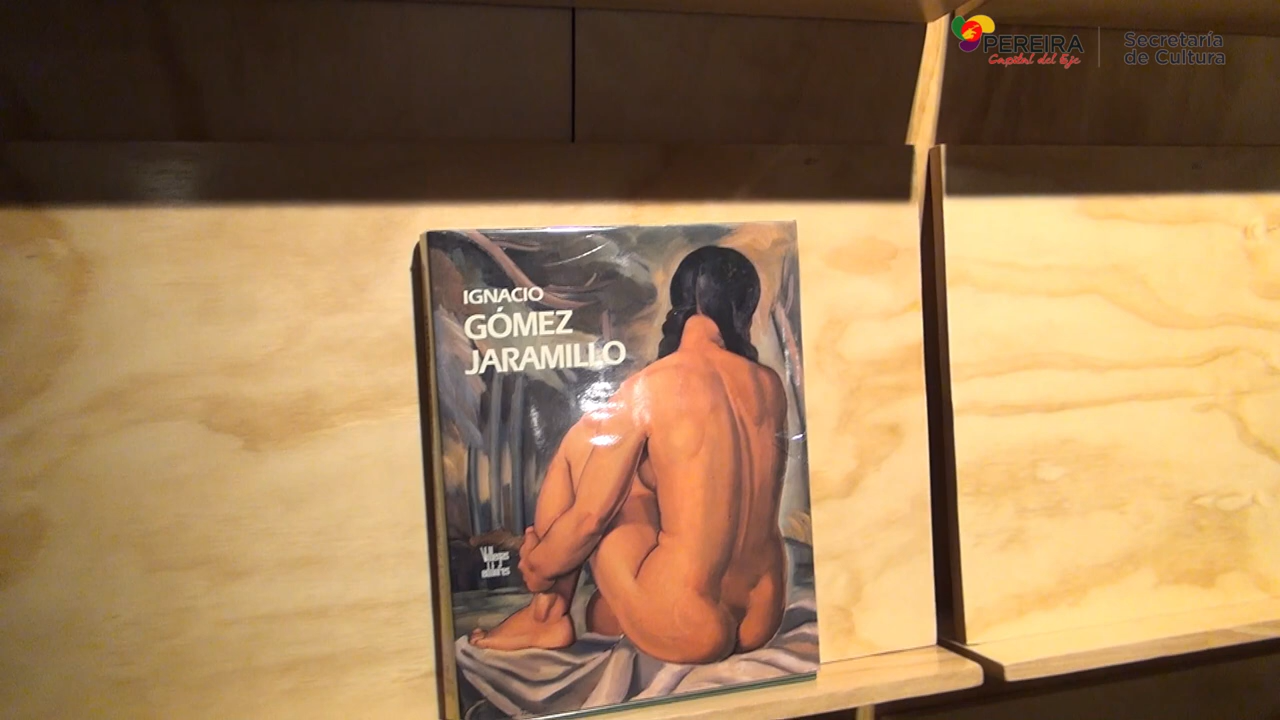 PEREIRA
Capital del Eje
Secretaría
de Cultura
IGNACIO
GÓMEZ
JARAMILLO
Villegas
editores